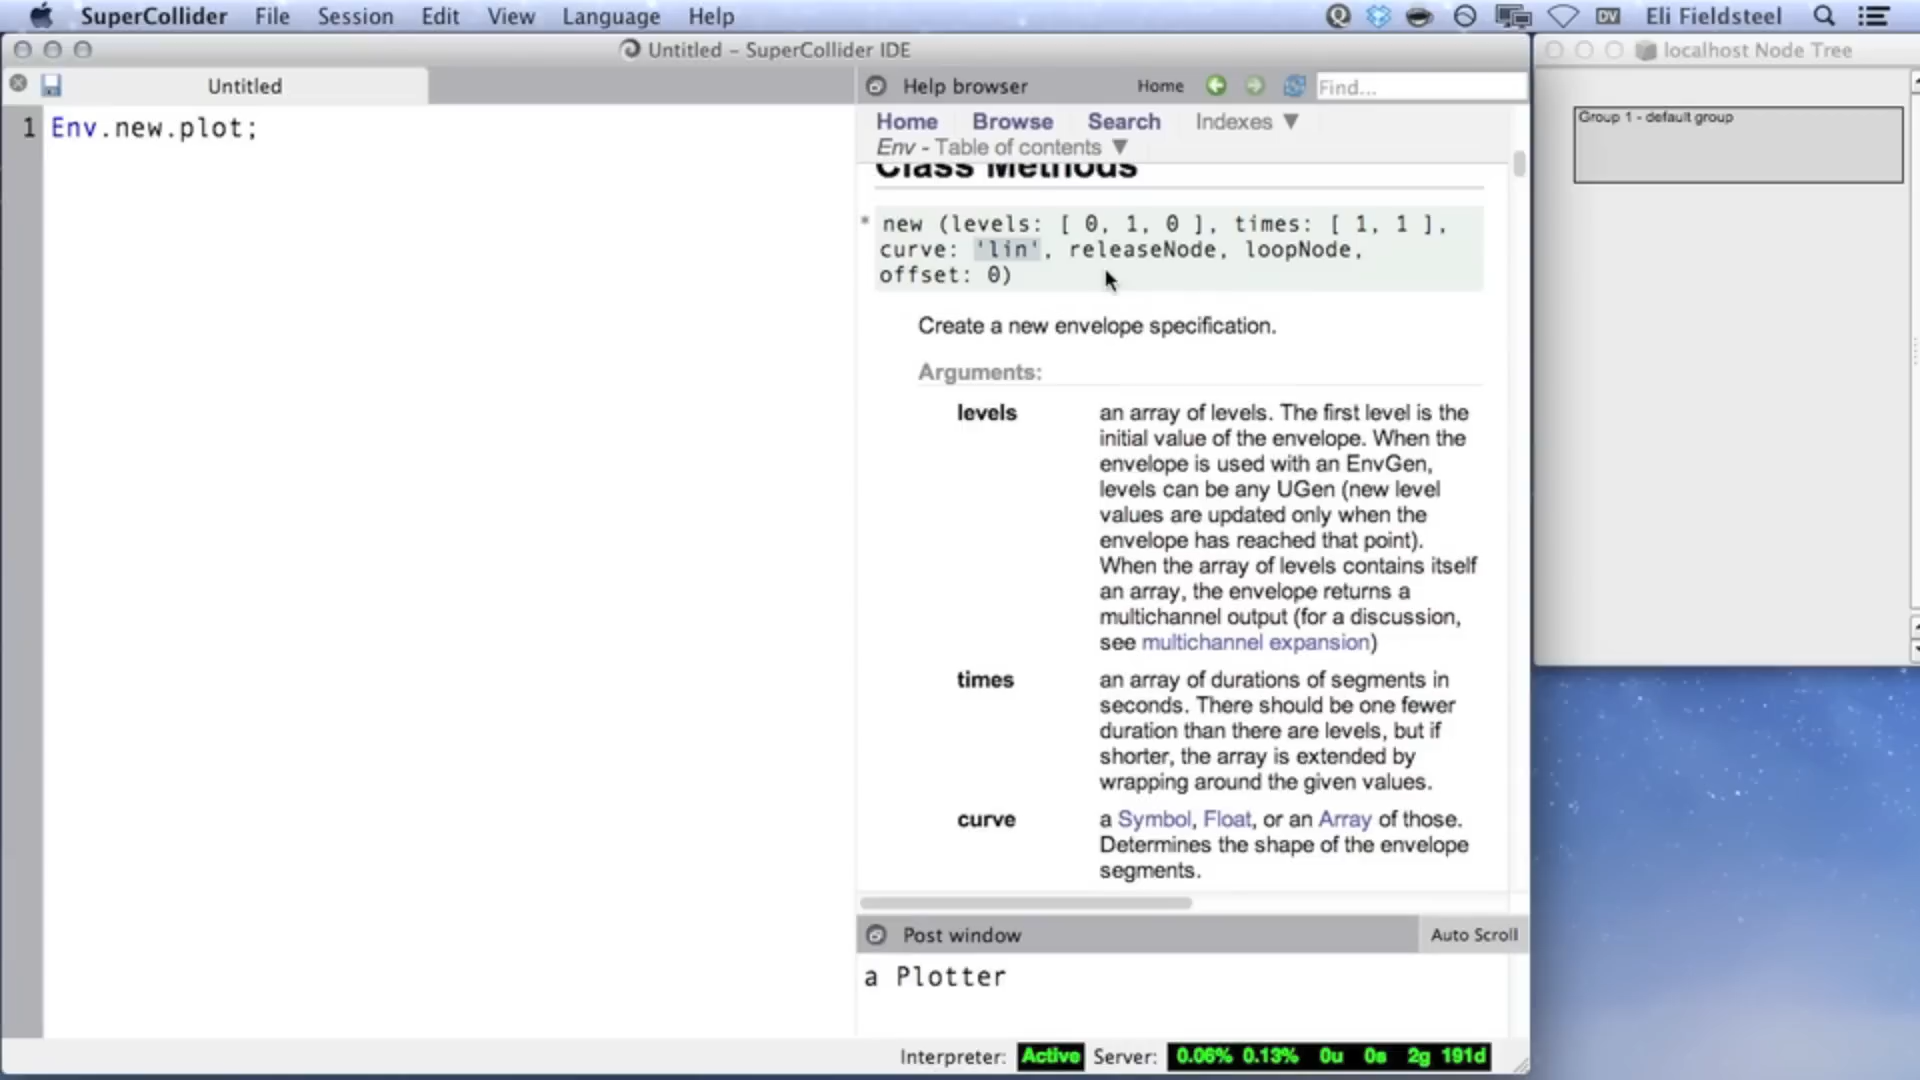 SuperCollider File Session Edit View Language Help DV Eli Fieldsteel
Untitled – SuperCollider IDE
Untitled
1 Env.new.plot;
Help browser Home Find...
Home Browse Search Indexes ▼
Env - Table of contents ▼
Class Methods
* new (levels: [ 0, 1, 0 ], times: [ 1, 1 ],
curve: 'lin', releaseNode, loopNode,
offset: 0)
Create a new envelope specification.
Arguments:
levels an array of levels. The first level is the
initial value of the envelope. When the
envelope is used with an EnvGen,
levels can be any UGen (new level
values are updated only when the
envelope has reached that point).
When the array of levels contains itself
an array, the envelope returns a
multichannel output (for a discussion,
see multichannel expansion)
times an array of durations of segments in
seconds. There should be one fewer
duration than there are levels, but if
shorter, the array is extended by
wrapping around the given values.
curve a Symbol, Float, or an Array of those.
Determines the shape of the envelope
segments.
Post window Auto Scroll
a Plotter
Interpreter: Active Server: 0.06% 0.13% 0u 0s 2g 191d
localhost Node Tree
Group 1 - default group